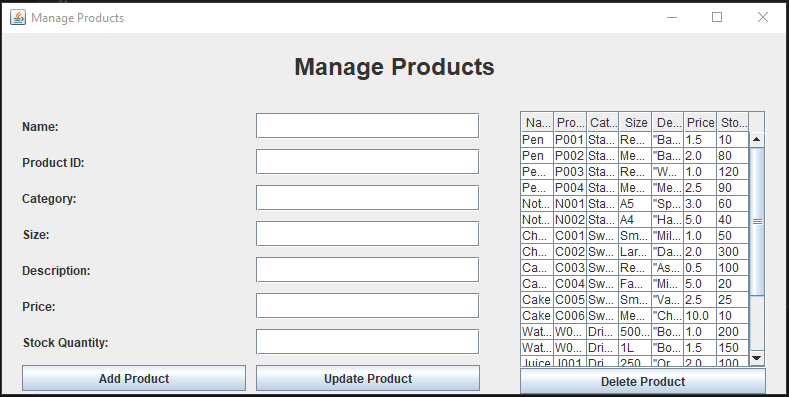 Manage Products
Manage Products
Name:
Product ID:
Category:
Size:
Description:
Price:
Stock Quantity:
Add Product Update Product
Na... Pro... Cat... Size De... Price Sto...
Pen P001 Sta... Re... "Ba... 1.5 10
Pen P002 Sta... Me... "Ba... 2.0 80
Pe... P003 Sta... Re... "W... 1.0 120
Pe... P004 Sta... Me... "Me... 2.5 90
Not... N001 Sta... A5 "Sp... 3.0 60
Not... N002 Sta... A4 "Ha... 5.0 40
Ch... C001 Sw... Sm... "Mil... 1.0 50
Ch... C002 Sw... Lar... "Da... 2.0 300
Ca... C003 Sw... Re... "As... 0.5 100
Ca... C004 Sw... Fa... "Mi... 5.0 20
Cake C005 Sw... Sm... "Va... 2.5 25
Cake C006 Sw... Me... "Ch... 10.0 10
Wat... W0... Dri... 500... "Bo... 1.0 200
Wat... W0... Dri... 1L "Bo... 1.5 150
Juice J001 Dri... 250... "Or... 2.0 100
Delete Product